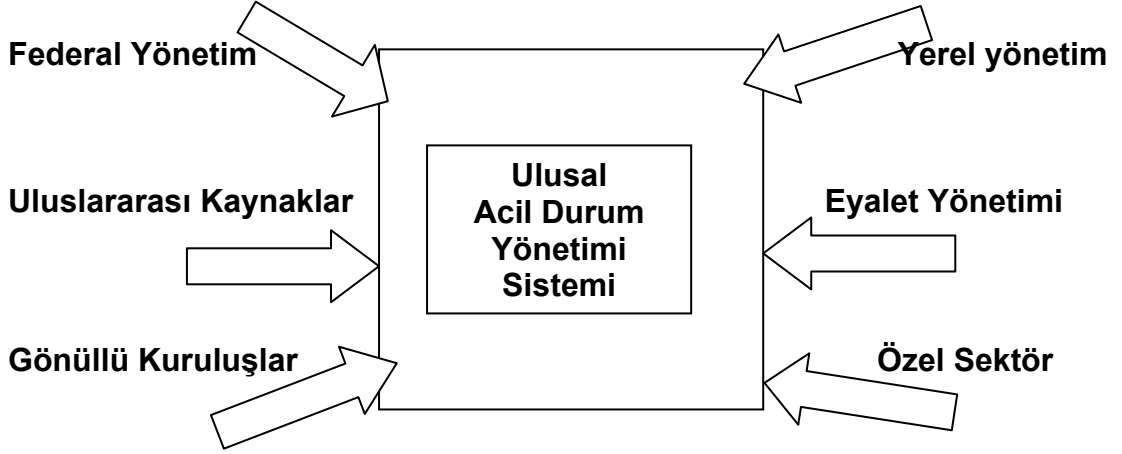 Federal Yönetim
Yerel yönetim
Uluslararası Kaynaklar
Ulusal
Acil Durum
Yönetimi
Sistemi
Eyalet Yönetimi
Gönüllü Kuruluşlar
Özel Sektör